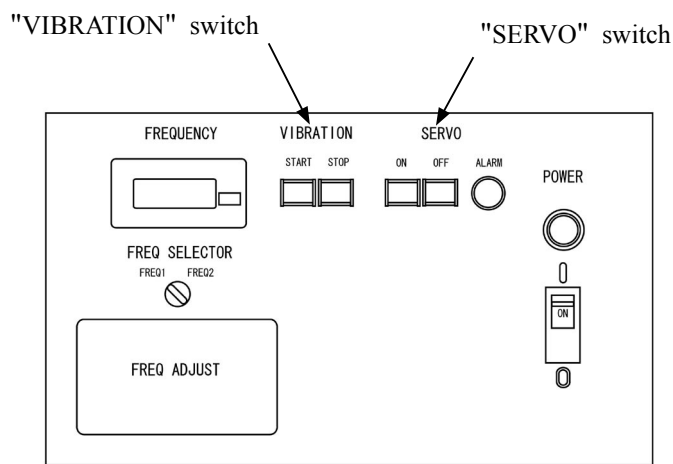 "VIBRATION" switch
"SERVO" switch
FREQUENCY
VIBRATION
SERVO
START STOP
ON OFF
ALARM
POWER
FREQ SELECTOR
FREQ1 FREQ2
ON
FREQ ADJUST